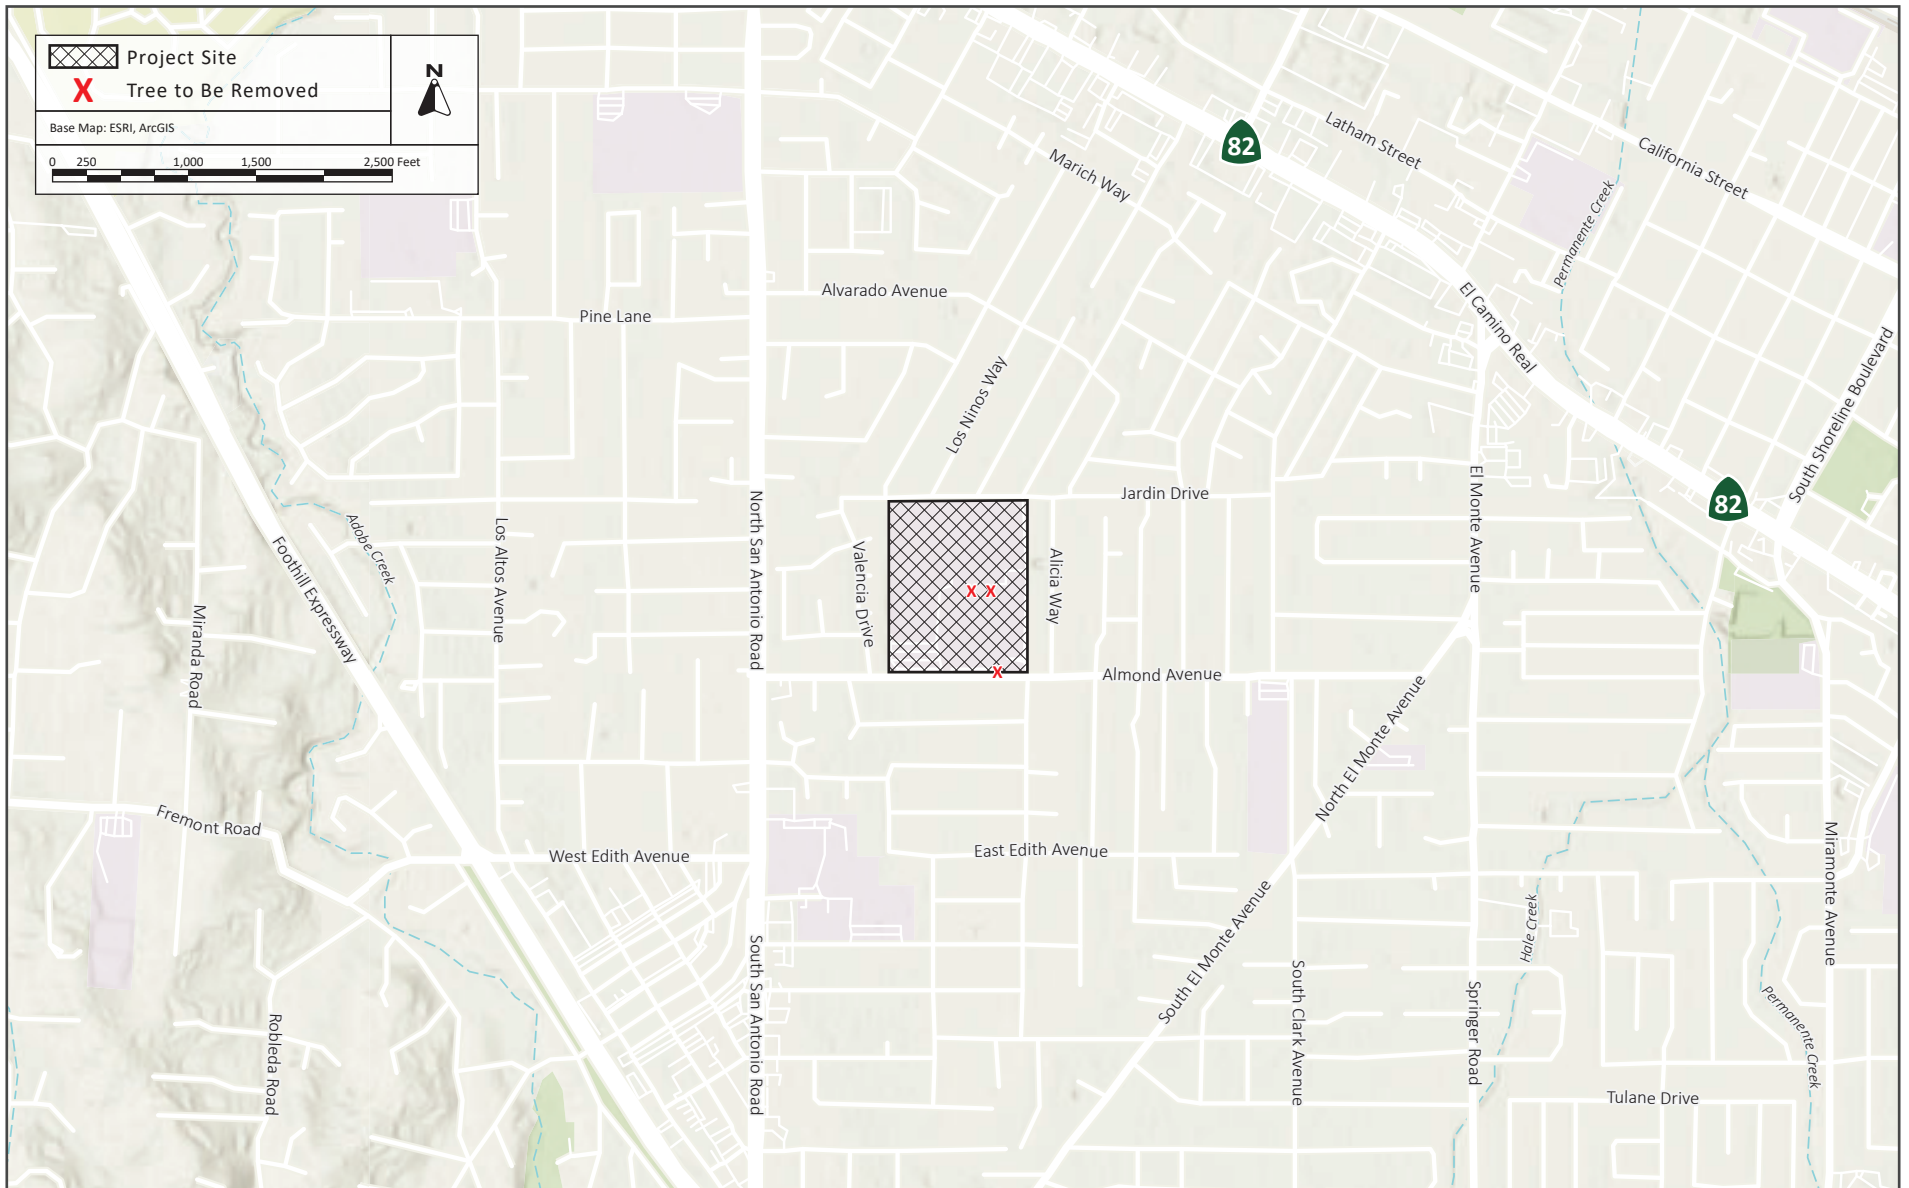 Project Site
X Tree to Be Removed
N
Base Map: ESRI, ArcGIS
0 250 1,000 1,500 2,500 Feet
82
Latham Street
California Street
Marich Way
Permanente Creek
Alvarado Avenue
Pine Lane
El Camino Real
South Shoreline Boulevard
Los Ninos Way
Jardin Drive
82
El Monte Avenue
North San Antonio Road
Los Altos Avenue
Adobe Creek
Foothill Expressway
Valencia Drive
Alicia Way
X X
X
Miranda Road
Almond Avenue
North El Monte Avenue
Fremont Road
West Edith Avenue
East Edith Avenue
Miramonte Avenue
South El Monte Avenue
Hale Creek
South San Antonio Road
South Clark Avenue
Springer Road
Permanente Creek
Robleda Road
Tulane Drive